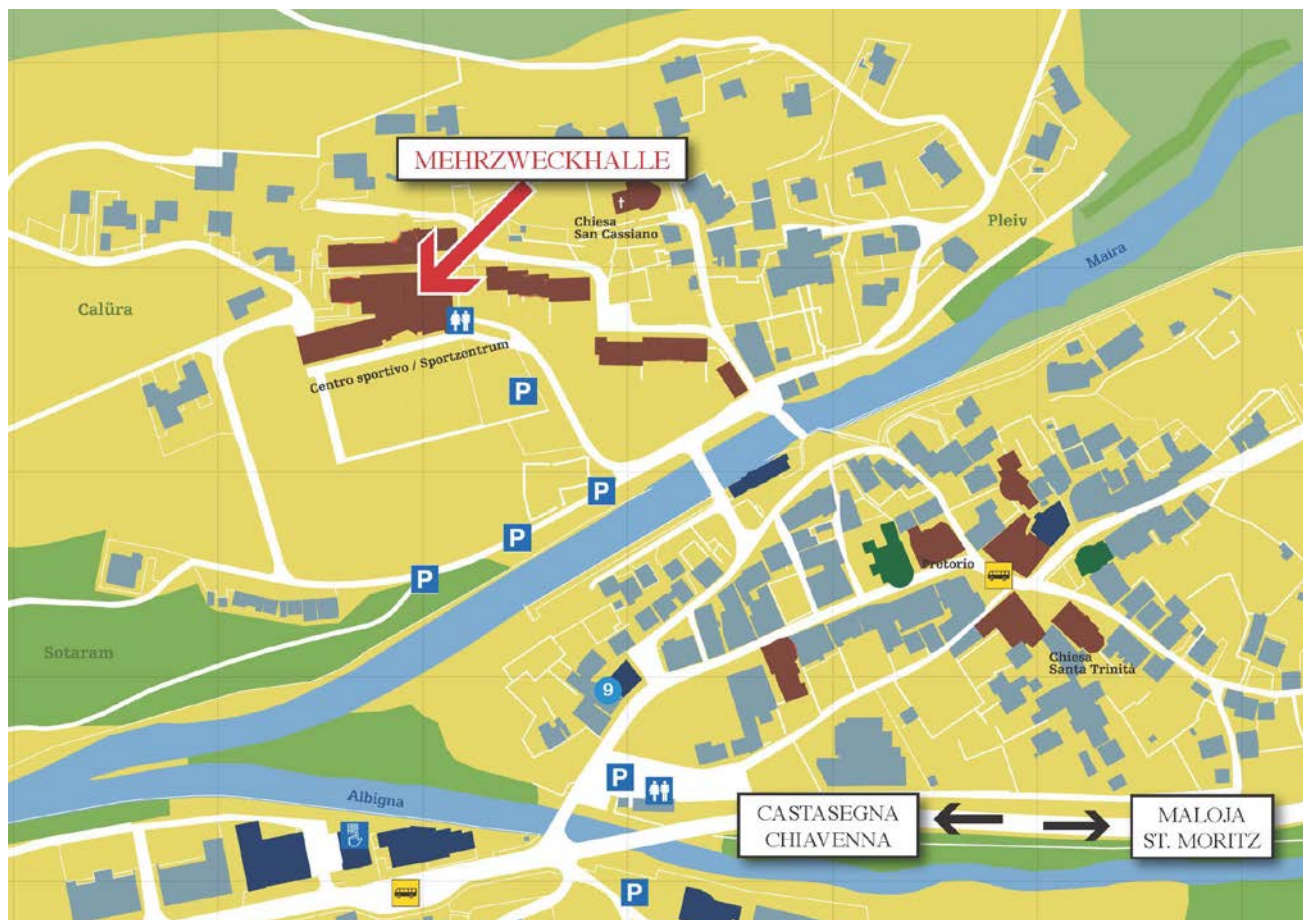 MEHRZWECKHALLE
Chiesa
San Cassiano
Pleiv
Maira
Calüra
Centro sportivo / Sportzentrum
P
P
P
P
Pretorio
Sotaram
Chiesa
Santa Trinità
9
P
Albigna
CASTASEGNA
CHIAVENNA
MALOJA
ST. MORITZ
P